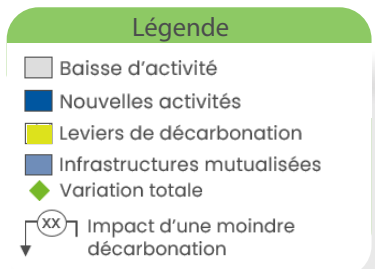 Légende
Baisse d'activité
Nouvelles activités
Leviers de décarbonation
Infrastructures mutualisées
Variation totale
XX Impact d'une moindre
décarbonation